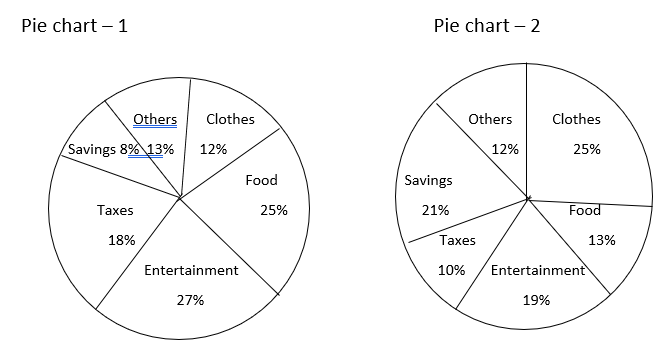 Pie chart – 1
Others
Clothes
Savings 8% 13%
12%
Food
25%
Taxes
18%
Entertainment
27%
Pie chart – 2
Others
12%
Clothes
25%
Savings
21%
Food
13%
Taxes
10%
Entertainment
19%